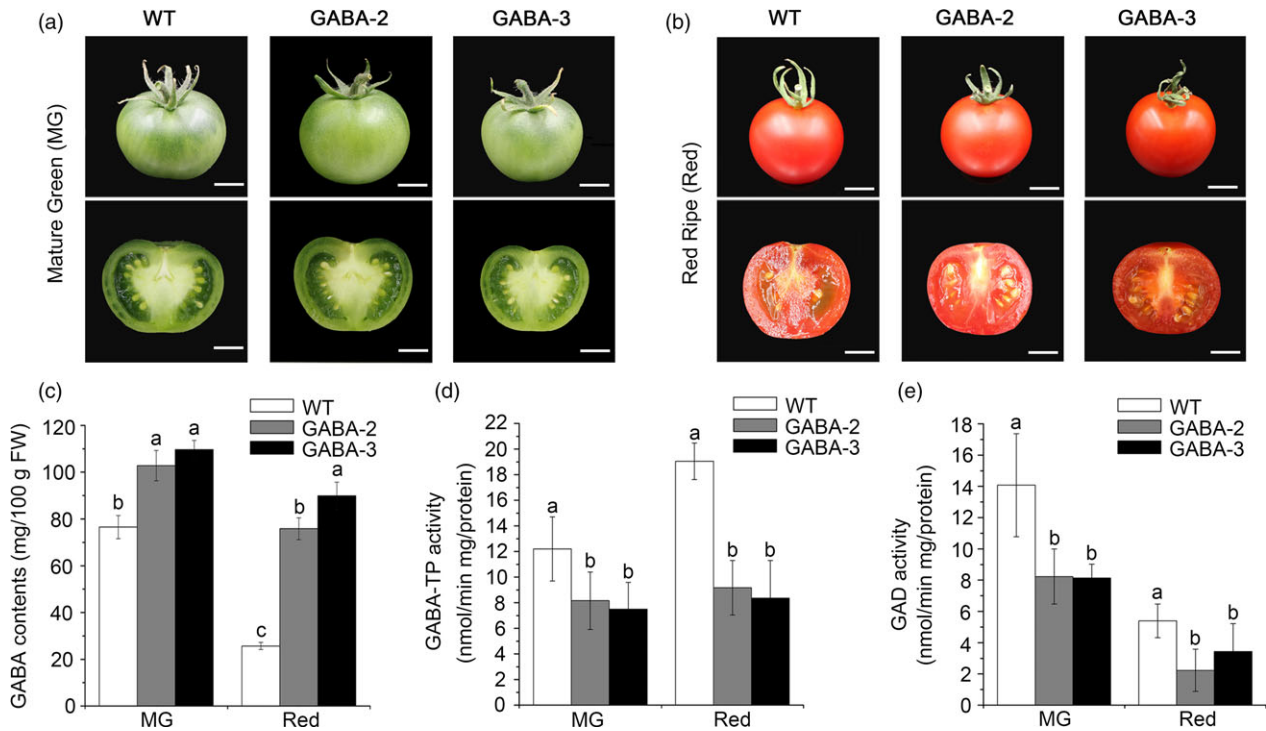 (a) WT GABA-2 GABA-3
Mature Green (MG)
(b) WT GABA-2 GABA-3
Red Ripe (Red)
(c)
WT
GABA-2
GABA-3
GABA contents (mg/100 g FW)
120
100
80
60
40
20
0
b
a
a
c
b
a
MG Red
(d)
WT
GABA-2
GABA-3
GABA-TP activity
(nmol/min mg/protein)
22
20
18
16
14
12
10
8
6
4
2
0
a
b
b
a
b
b
MG Red
(e)
WT
GABA-2
GABA-3
GAD activity
(nmol/min mg/protein)
18
16
14
12
10
8
6
4
2
0
a
b
b
a
b
b
MG Red